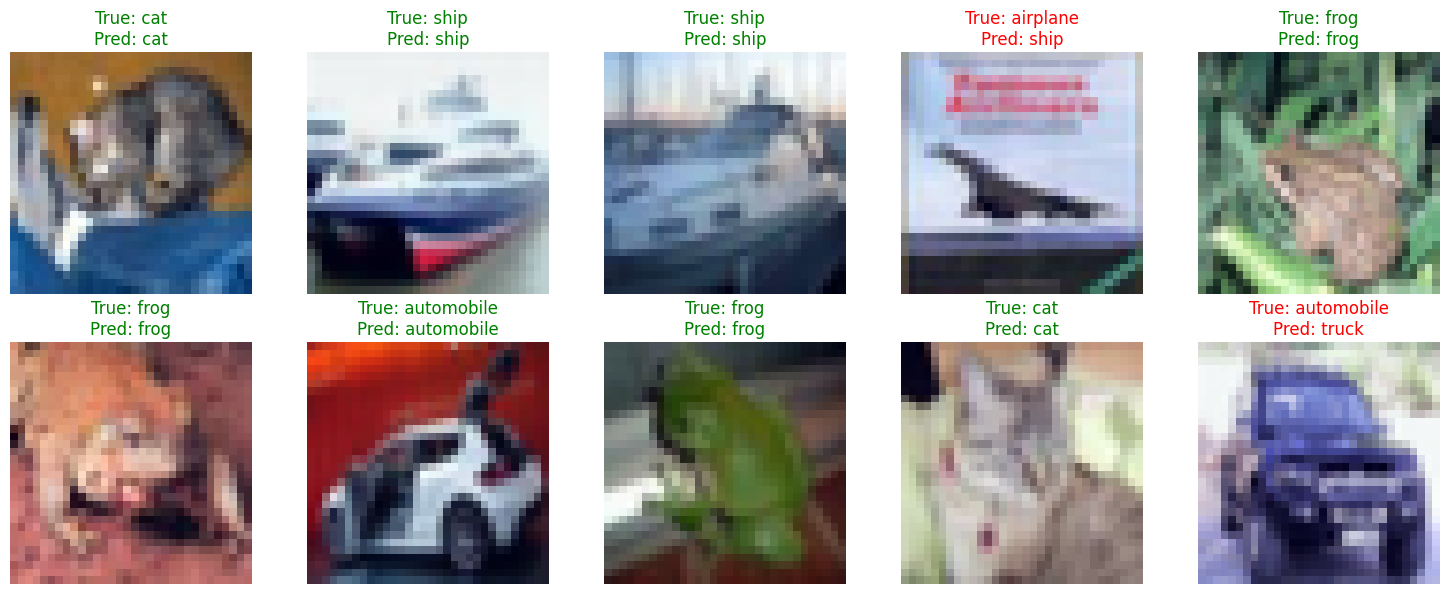 True: cat
Pred: cat
True: ship
Pred: ship
True: ship
Pred: ship
True: airplane
Pred: ship
True: frog
Pred: frog
True: frog
Pred: frog
True: automobile
Pred: automobile
True: frog
Pred: frog
True: cat
Pred: cat
True: automobile
Pred: truck